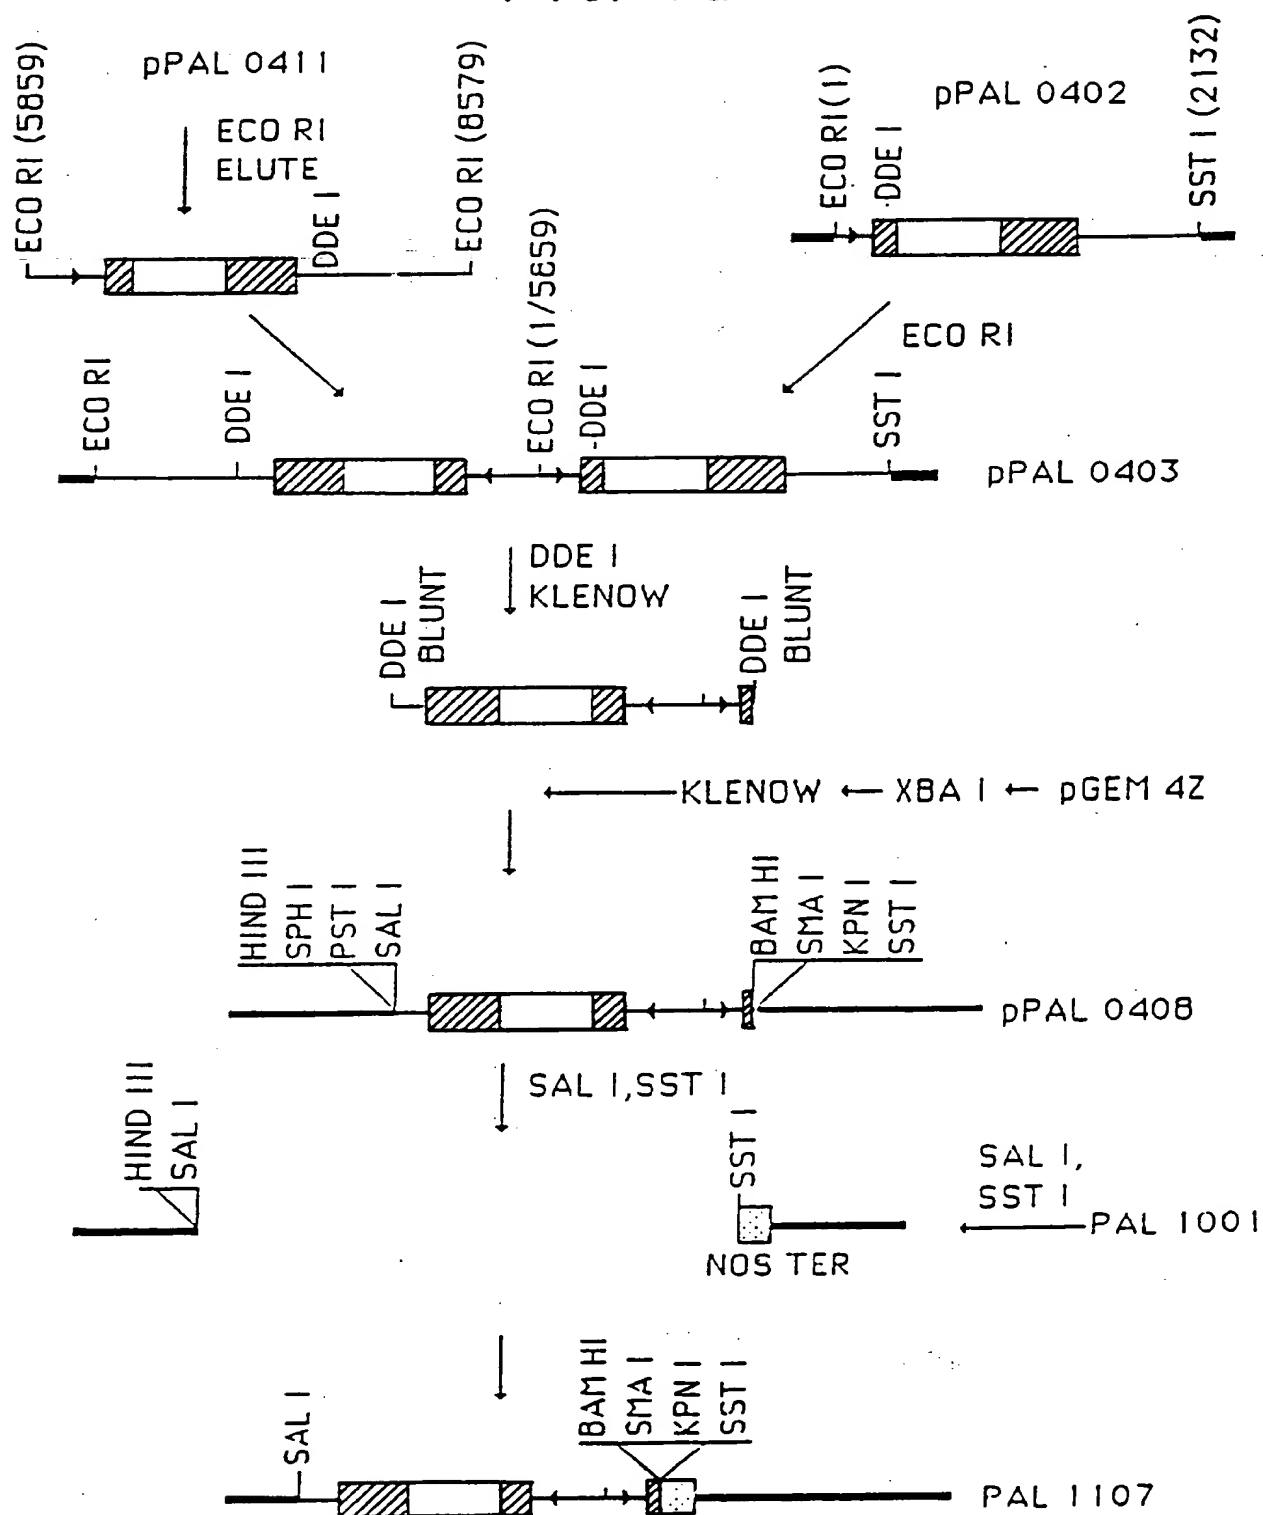 pPAL 0411
pPAL 0402
ECO RI (5859)
ECO RI
ELUTE
DDE I
ECO RI (8579)
ECO RI (1)
DDE I
SST I (2132)
ECO RI
ECO RI
DDE I
ECO RI (1/5859)
DDE I
SST I
pPAL 0403
DDE I
KLENOW
DDE I
BLUNT
DDE I
BLUNT
KLENOW
XBA I
pGEM 4Z
HIND III
SPH I
PST I
SAL I
BAM HI
SMA I
KPN I
SST I
pPAL 0408
SAL I, SST I
HIND III
SAL I
SST I
NOS TER
SAL I,
SST I
PAL 1001
SAL I
BAM HI
SMA I
KPN I
SST I
PAL 1107